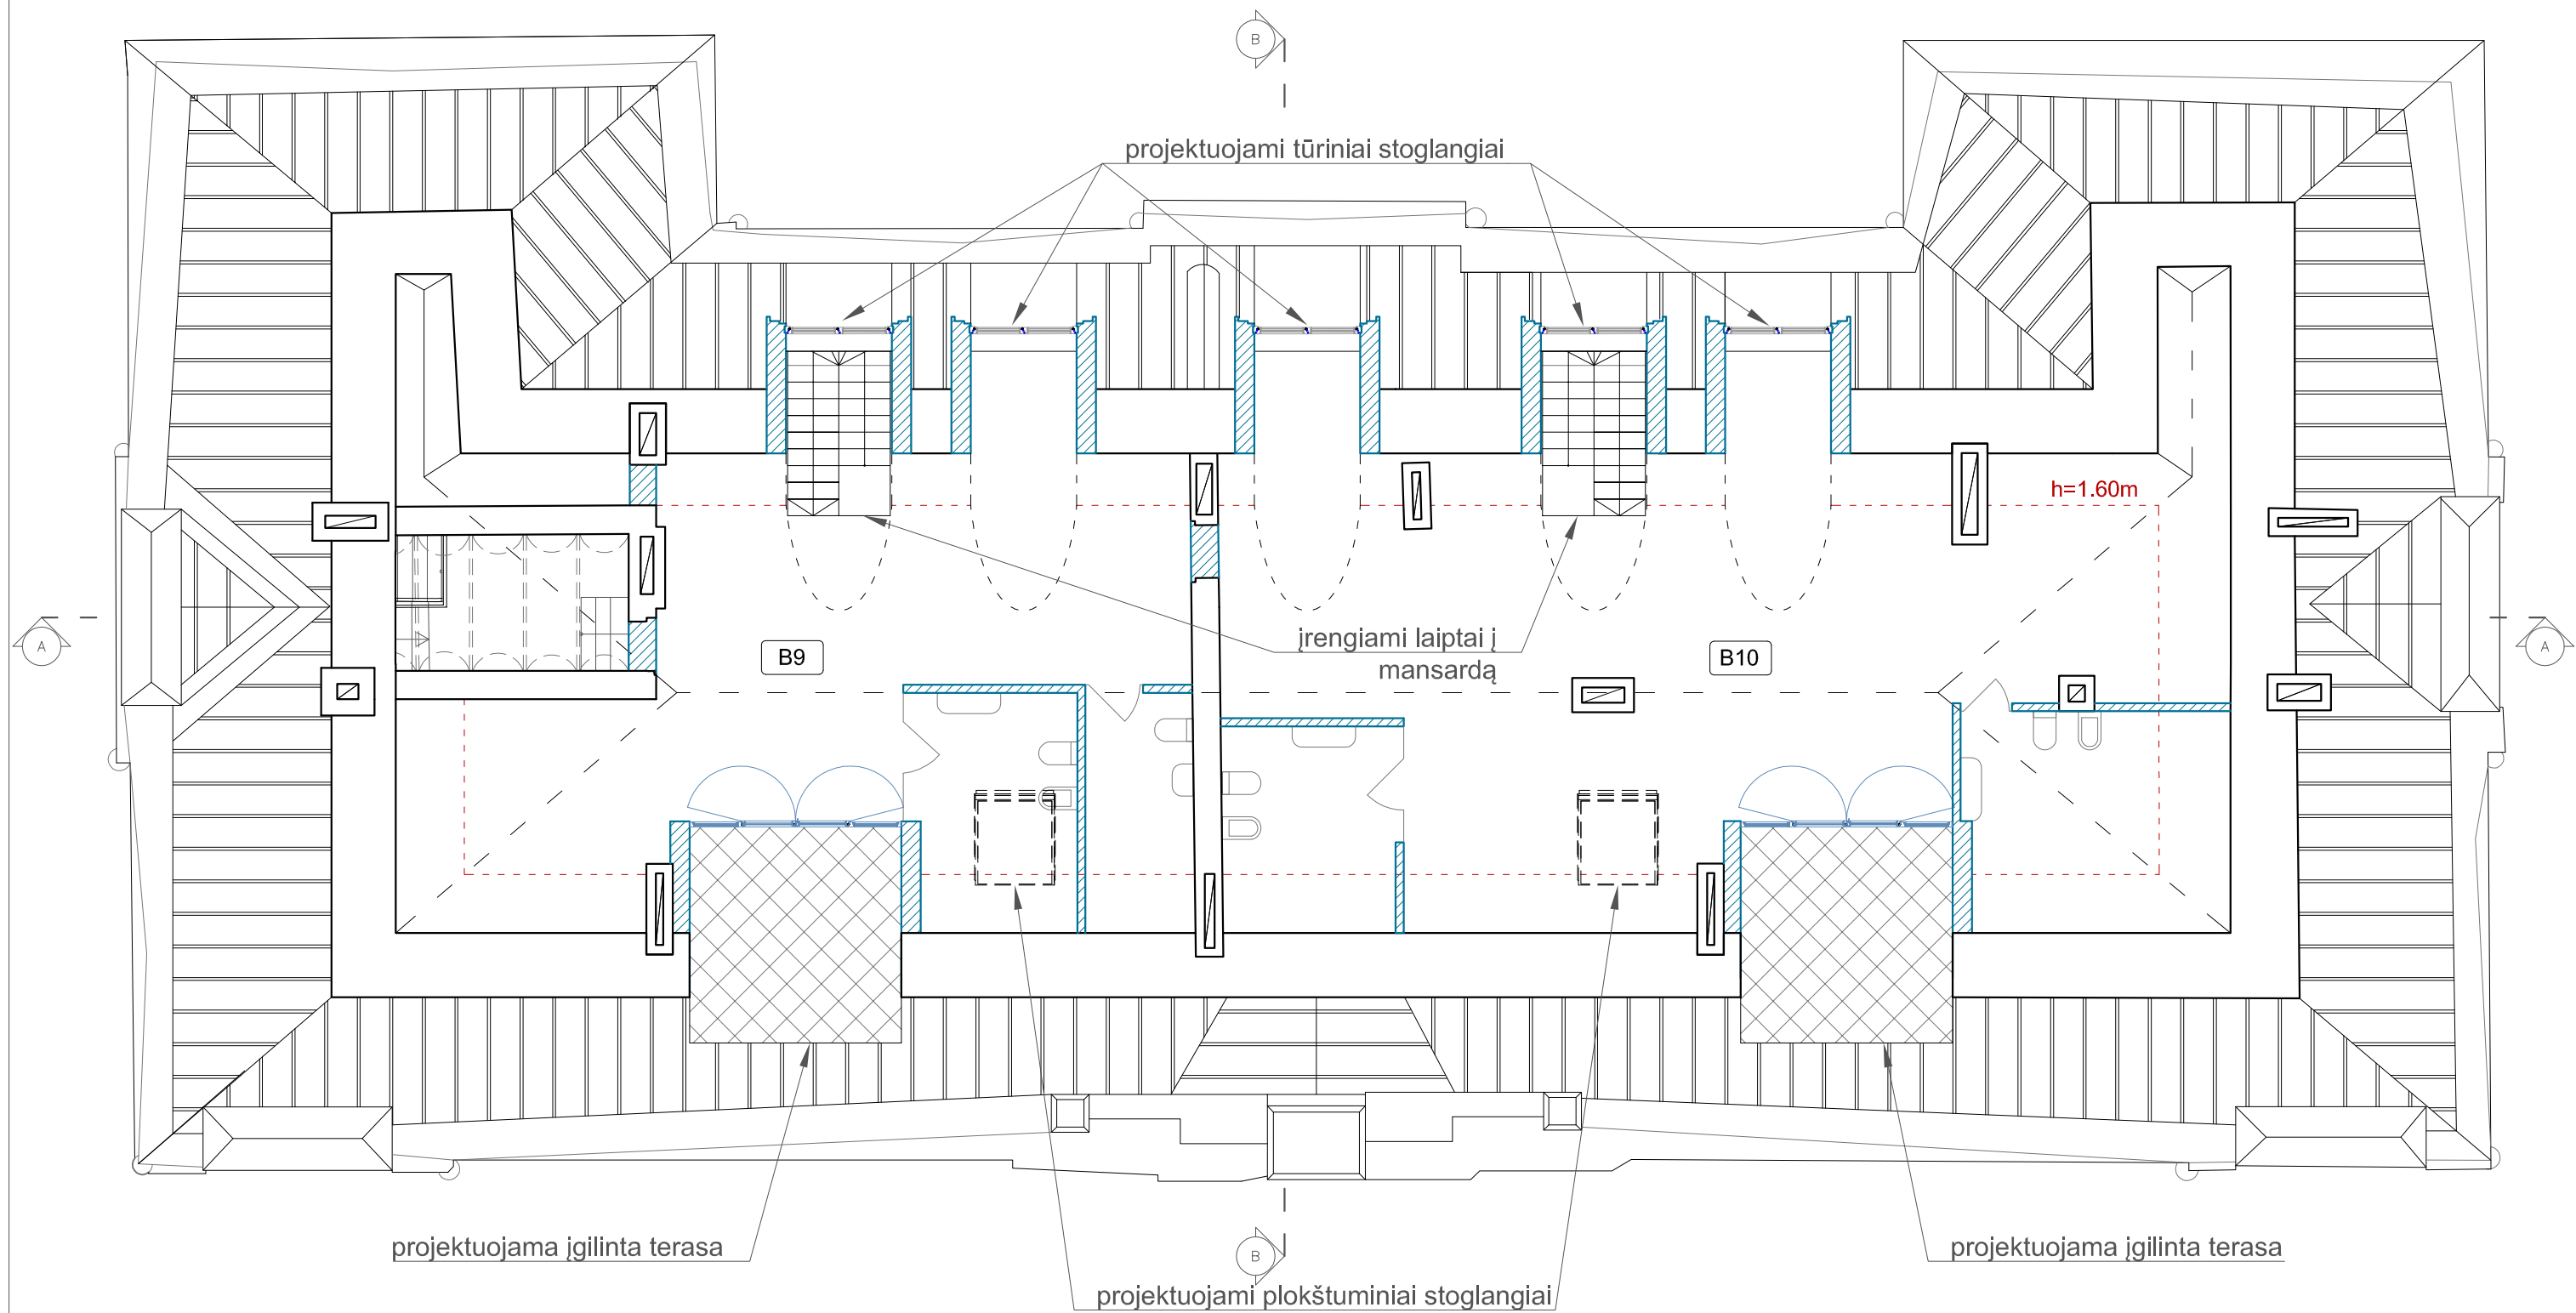 B
projektuojami tūriniai stoglangiai
h=1.60m
A
įrengiami laiptai į
mansardą
B9
B10
A
projektuojama įgilinta terasa
B
projektuojama įgilinta terasa
projektuojami plokštuminiai stoglangiai